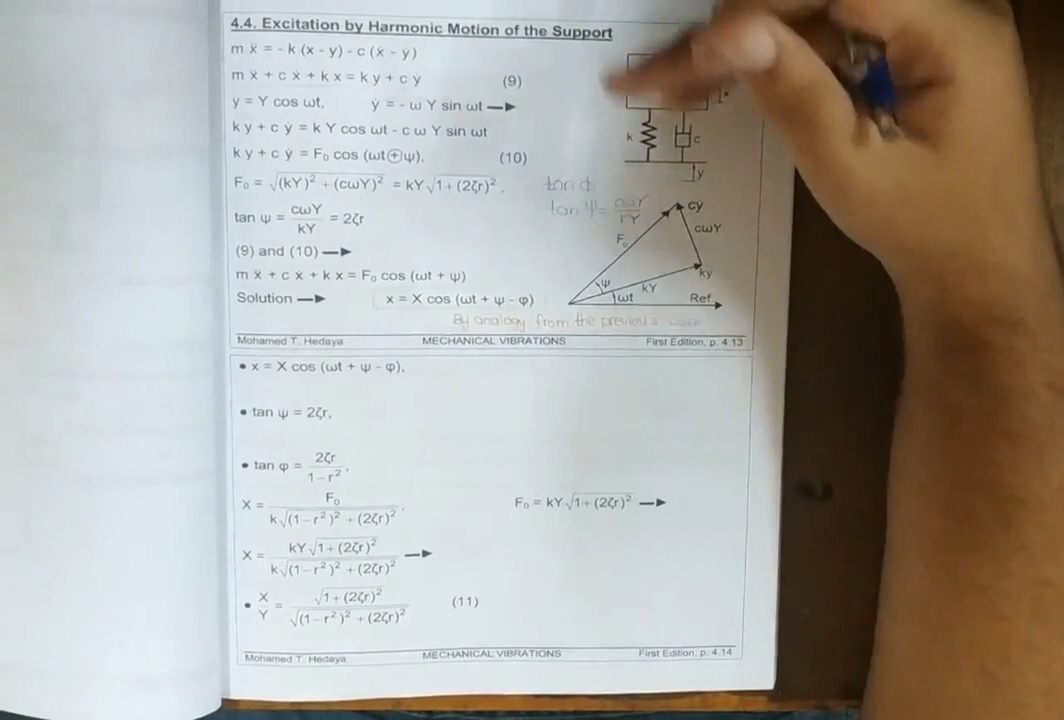 4.4. Excitation by Harmonic Motion of the Support
m ẍ = - k (x - y) - c (ẋ - ẏ)
m ẍ + c ẋ + k x = k y + c ẏ (9)
y = Y cos ωt, ẏ = - ω Y sin ωt
k y + c ẏ = k Y cos ωt - c ω Y sin ωt
k y + c ẏ = F₀ cos (ωt + ψ), (10)
F₀ = √((kY)² + (cωY)²) = kY √(1 + (2ζr)²),
tan ψ = cωY / kY = 2ζr
(9) and (10)
m ẍ + c ẋ + k x = F₀ cos (ωt + ψ)
Solution x = X cos (ωt + ψ - φ)
By analogy from the previous
k c
y
tan φ
tan ψ =
cẏ
cωY
F₀
ky
kY
ψ
ωt
Ref.
Mohamed T. Hedaya MECHANICAL VIBRATIONS First Edition, p. 4.13
• x = X cos (ωt + ψ - φ),
• tan ψ = 2ζr,
• tan φ = 2ζr / (1 - r²),
X = F₀ / (k √((1 - r²)² + (2ζr)²)), F₀ = kY √(1 + (2ζr)²)
X = kY √(1 + (2ζr)²) / (k √((1 - r²)² + (2ζr)²))
• X / Y = √(1 + (2ζr)²) / √((1 - r²)² + (2ζr)²) (11)
Mohamed T. Hedaya MECHANICAL VIBRATIONS First Edition, p. 4.14